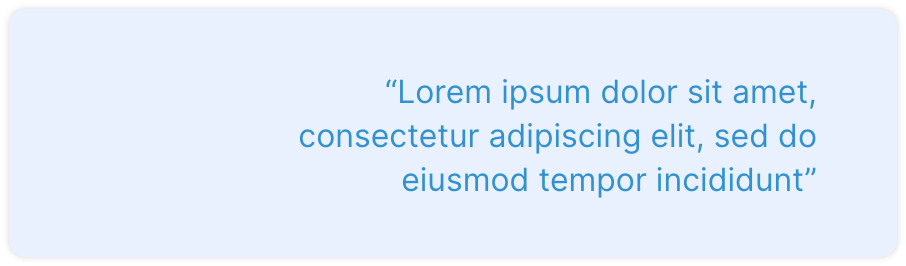 “Lorem ipsum dolor sit amet,
consectetur adipiscing elit, sed do
eiusmod tempor incididunt”